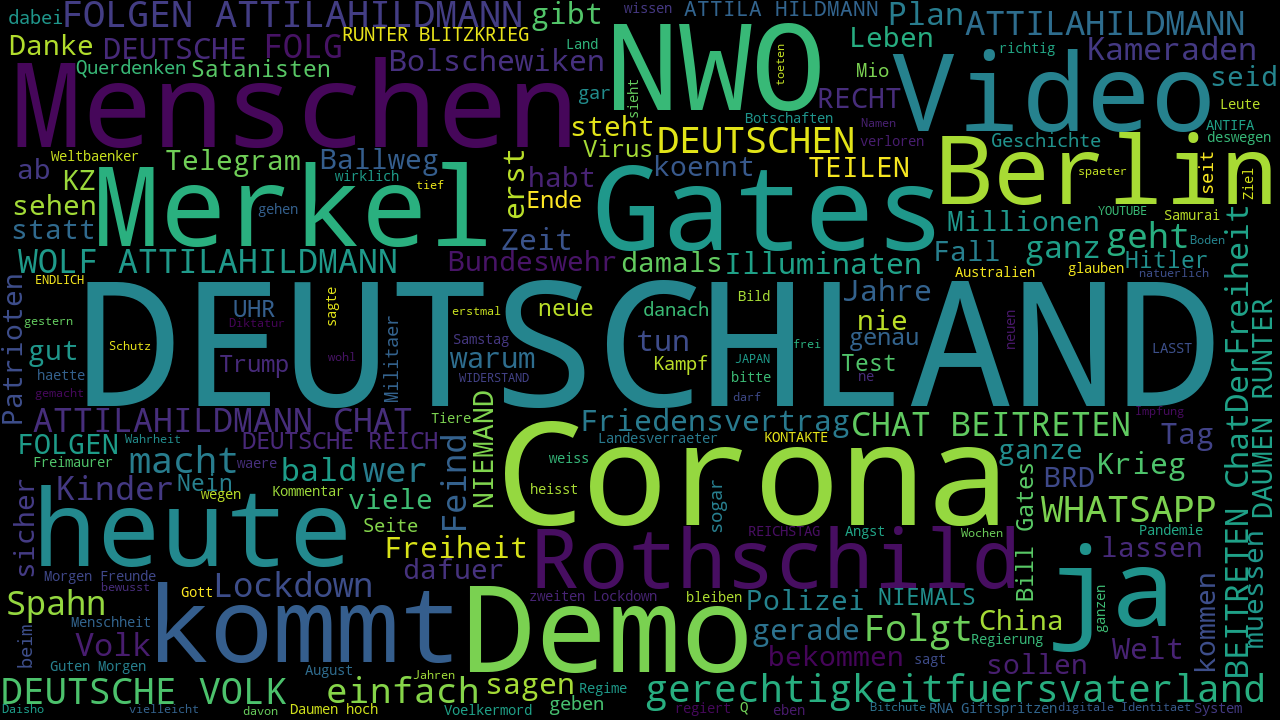 dabei FOLGEN ATTILAHILDMANN gibt wissen ATTILA HILDMANN Plan ATTILAHILDMANN
Danke DEUTSCHE FOLG RUNTER BLITZKRIEG Land NWO toeten Leben richtig Kameraden
Querdenken Satanisten Bolschewiken gar sieht Mio Video seid
Menschen RECHT Leute
steht Botschaften Namen ANTIFA
Virus DEUTSCHEN verloren Geschichte deswegen
ab Weltbaenker Telegram Ballweg erst habt koennt TEILEN Berlin seit Ziel
KZ wirklich tief spaeter
sehen Merkel gehen Ende Gates Millionen YOUTUBE Samurai
statt Zeit Fall ganz geht Boden
WOLF ATTILAHILDMANN Bundeswehr damals Illuminaten Hitler
ENDLICH Australien glauben natuerlich
Patrioten DEUTSCHLAND Jahre
UHR sagte neue danach Bild nie neuen
gestern Diktatur erstmal genau
gut Schutz wohl Militaer Samstag warum tun frei LASST
haette Trump WIDERSTAND Kampf JAPAN bitte Test ne
gemacht darf
ATTILAHILDMANN CHAT Tiere Friedensvertrag CHAT BEITRETEN Impfung
FOLGEN Wahrheit DEUTSCHE REICH Landesverraeter KONTAKTE Tag
Freimaurer macht waere Feind NIEMAND weiss ganze
Kinder Nein bald wer Corona BRD Krieg
sicher wegen Kommentar viele heisst sogar WHATSAPP
heute Seite REICHSTAG Angst Wochen Bill Gates Pandemie
Freiheit Rothschild lassen
Morgen Freunde dafuer ja ganzen
bewusst Gott Lockdown zweiten Lockdown bleiben kommen
Spahn kommt Demo Polizei NIEMALS China
beim Menschheit gerade Folgt Regierung muessen DAUMEN RUNTER
Volk Welt BEITRETEN ChatDerFreiheit
Guten Morgen August Jahren bekommen sagt sollen
DEUTSCHE VOLK einfach sagen Regime gerechtigkeitfuersvaterland
Daisho vielleicht davon Daumen hoch Voelkermord geben regiert Q eben Bitchute RNA Giftspritzen digitale Identitaet System